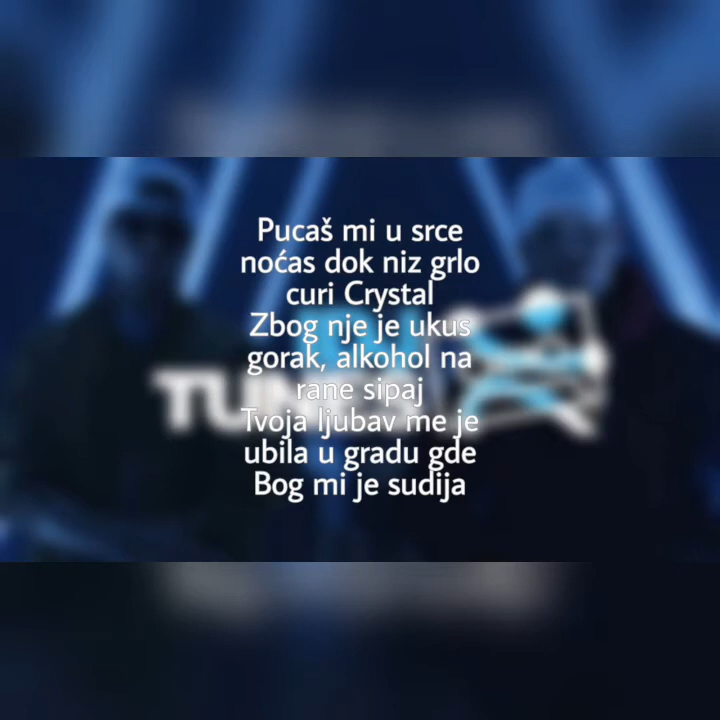 Pucaš mi u srce
noćas dok niz grlo
curi Crystal
Zbog nje je ukus
gorak, alkohol na
rane sipaj
Tvoja ljubav me je
ubila u gradu gde
Bog mi je sudija